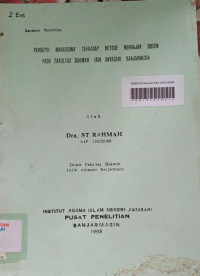 Laporan Penelitian
PERSEPSI MAHASISWA TERHADAP METODE MENGAJAR DOSEN
PADA FAKULTAS DAKWAH IAIN ANTASARI BANJARMASIN
Oleh
Dra. ST RAHMAH
NIP
Dosen Fakultas Dakwah
IAIN Antasari Banjarmasin
INSTITUT AGAMA ISLAM NEGERI ANTASARI
PUSAT PENELITIAN
BANJARMASIN